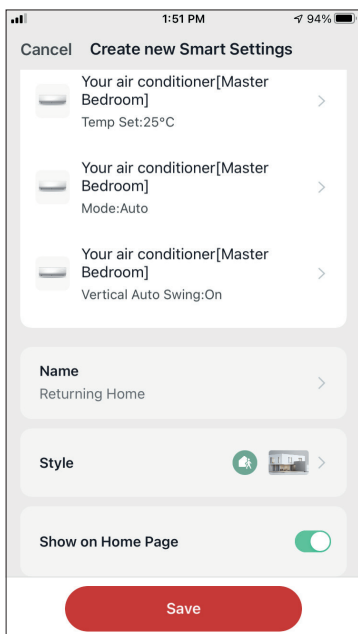 1:51 PM
94%
Cancel Create new Smart Settings
Your air conditioner[Master
Bedroom]
Temp Set:25°C
Your air conditioner[Master
Bedroom]
Mode:Auto
Your air conditioner[Master
Bedroom]
Vertical Auto Swing:On
Name
Returning Home
Style
Show on Home Page
Save